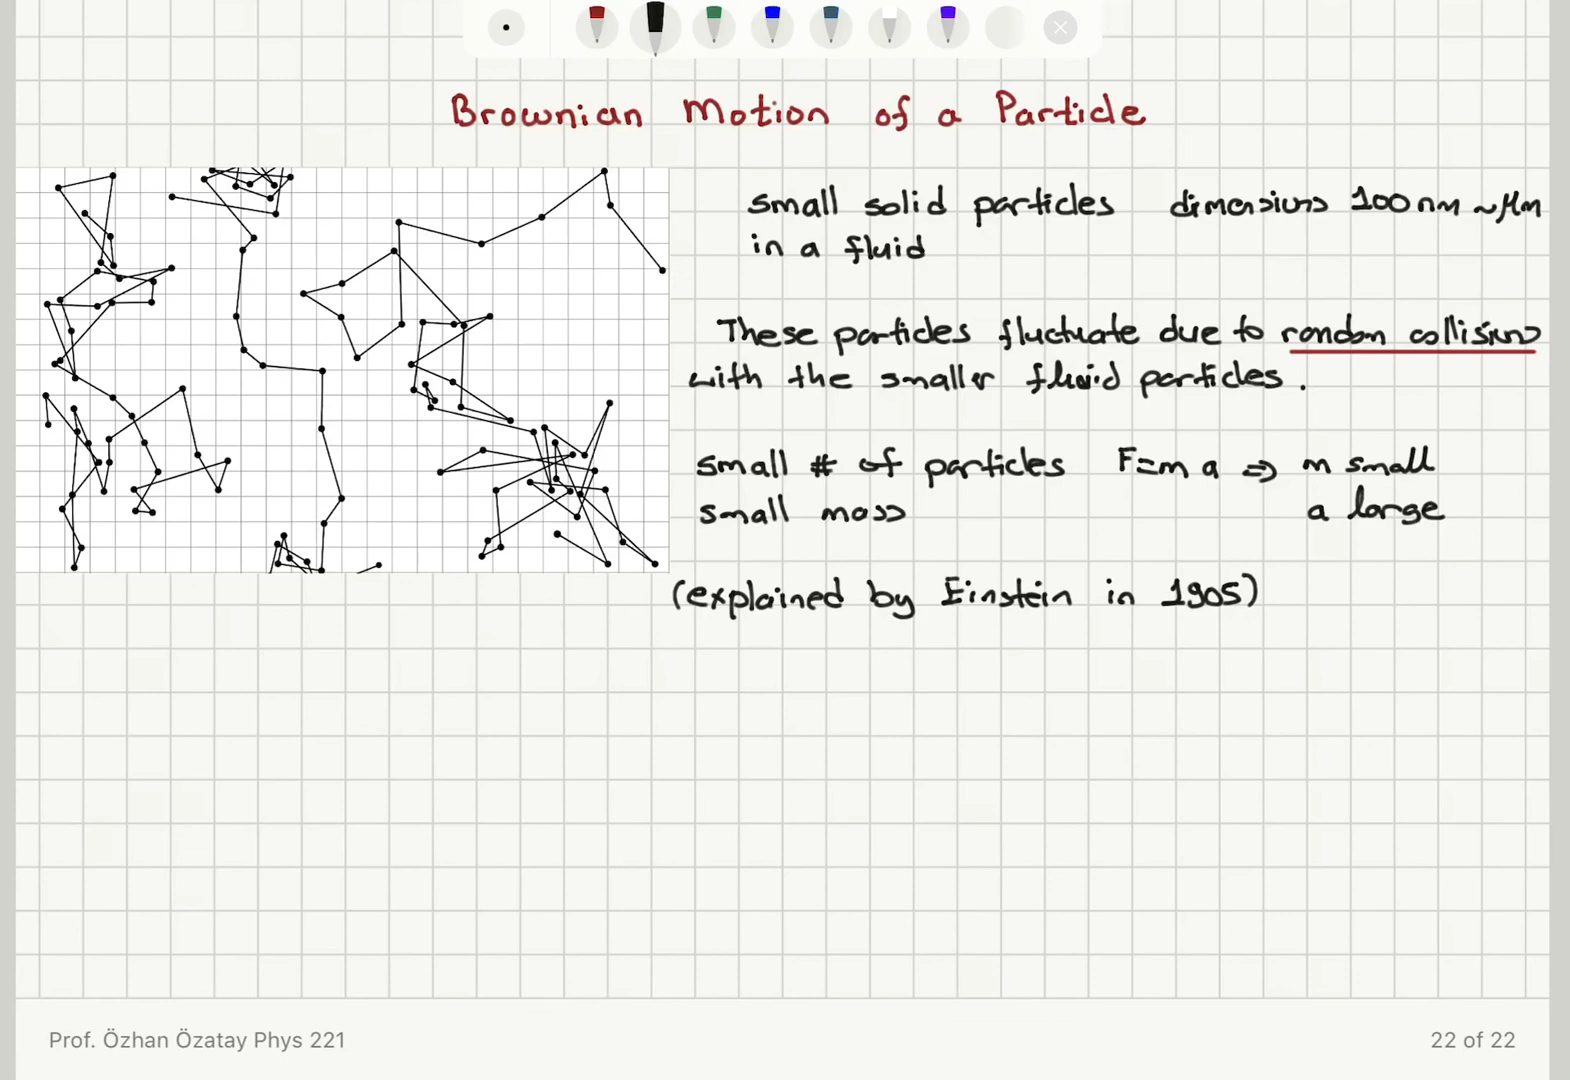 Brownian Motion of a Particle
small solid particles dimensions 100 nm ~ μm
in a fluid
These particles fluctuate due to random collisions
with the smaller fluid particles.
small # of particles F=ma ⇒ m small
small mass a large
(explained by Einstein in 1905)
Prof. Özhan Özatay Phys 221
22 of 22